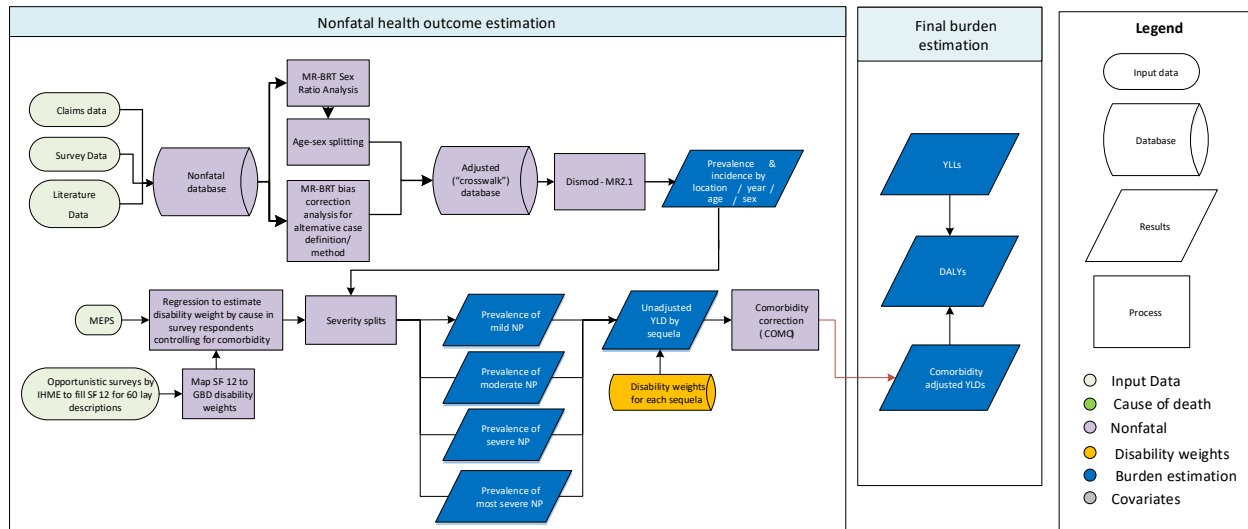 Nonfatal health outcome estimation
Final burden
estimation
Legend
Claims data
Survey Data
Literature
Data
Nonfatal
database
MR-BRT Sex
Ratio Analysis
Age-sex splitting
MR-BRT bias
correction
analysis for
alternative case
definition/
method
Adjusted
("crosswalk")
database
Dismod - MR2.1
Prevalence &
incidence by
location / year /
age / sex
MEPS
Regression to estimate
disability weight by cause in
survey respondents
controlling for comorbidity
Opportunistic surveys by
IHME to fill SF 12 for 60 lay
descriptions
Map SF 12 to
GBD disability
weights
Severity splits
Prevalence of
mild NP
Prevalence of
moderate NP
Prevalence of
severe NP
Prevalence of
most severe NP
Unadjusted
YLD by
sequela
Disability weights
for each sequela
Comorbidity
correction
(COMO)
YLLs
DALYs
Comorbidity
adjusted YLDs
Input data
Database
Results
Process
Input Data
Cause of death
Nonfatal
Disability weights
Burden estimation
Covariates